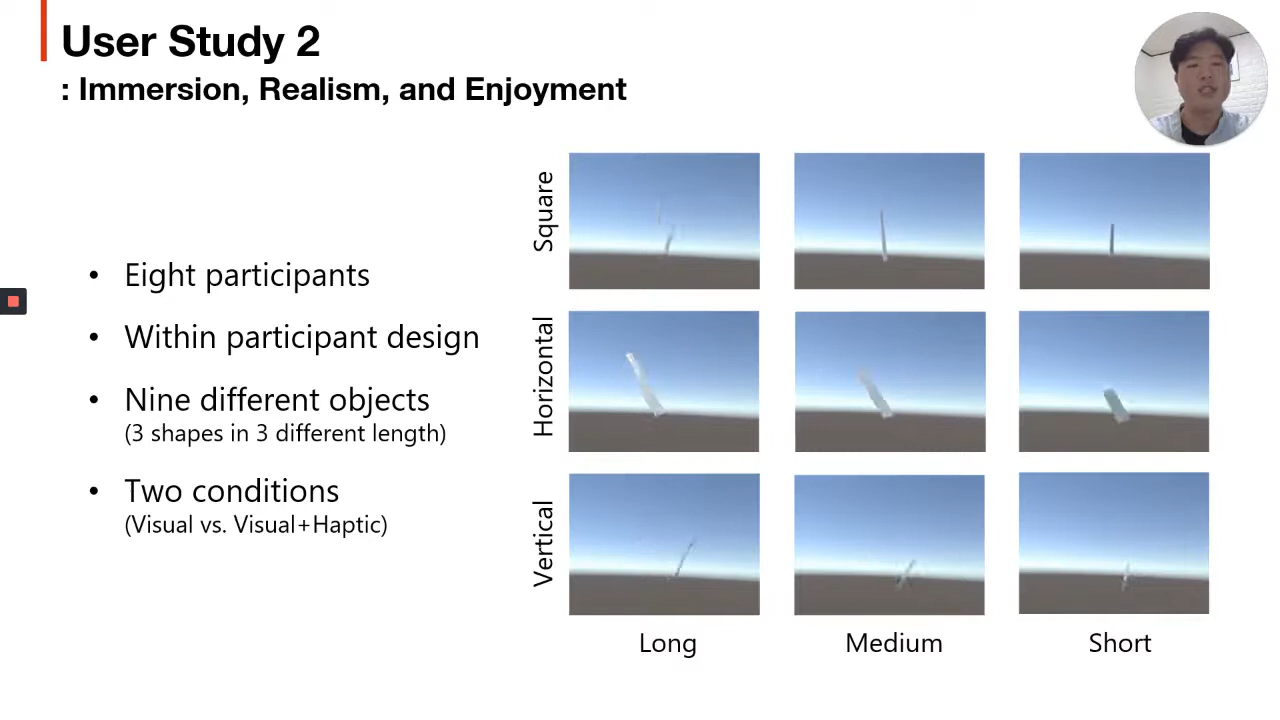 User Study 2
: Immersion, Realism, and Enjoyment
• Eight participants
• Within participant design
• Nine different objects
(3 shapes in 3 different length)
• Two conditions
(Visual vs. Visual+Haptic)
Square
Horizontal
Vertical
Long
Medium
Short